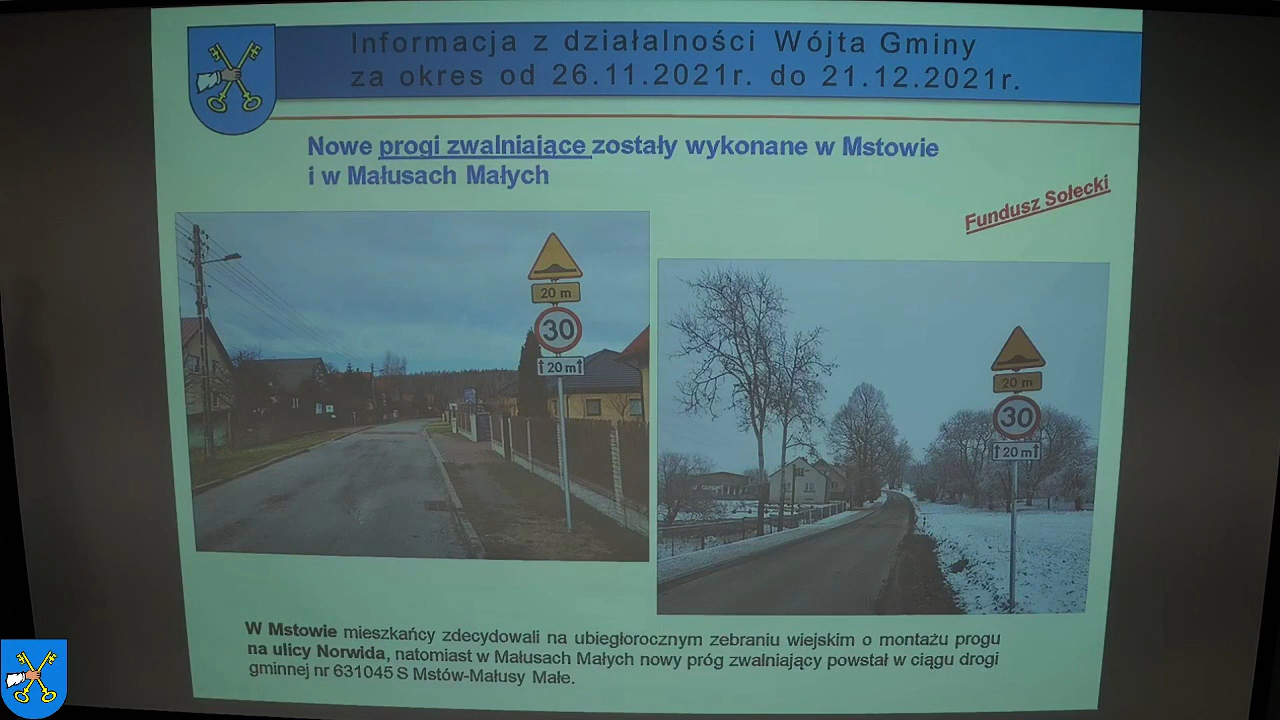 Informacja z działalności Wójta Gminy
za okres od 26.11.2021r. do 21.12.2021r.
Nowe progi zwalniające zostały wykonane w Mstowie
i w Małusach Małych
Fundusz Sołecki
20 m
30
20 m
20 m
30
20 m
W Mstowie mieszkańcy zdecydowali na ubiegłorocznym zebraniu wiejskim o montażu progu
na ulicy Norwida, natomiast w Małusach Małych nowy próg zwalniający powstał w ciągu drogi
gminnej nr 631045 S Mstów-Małusy Małe.